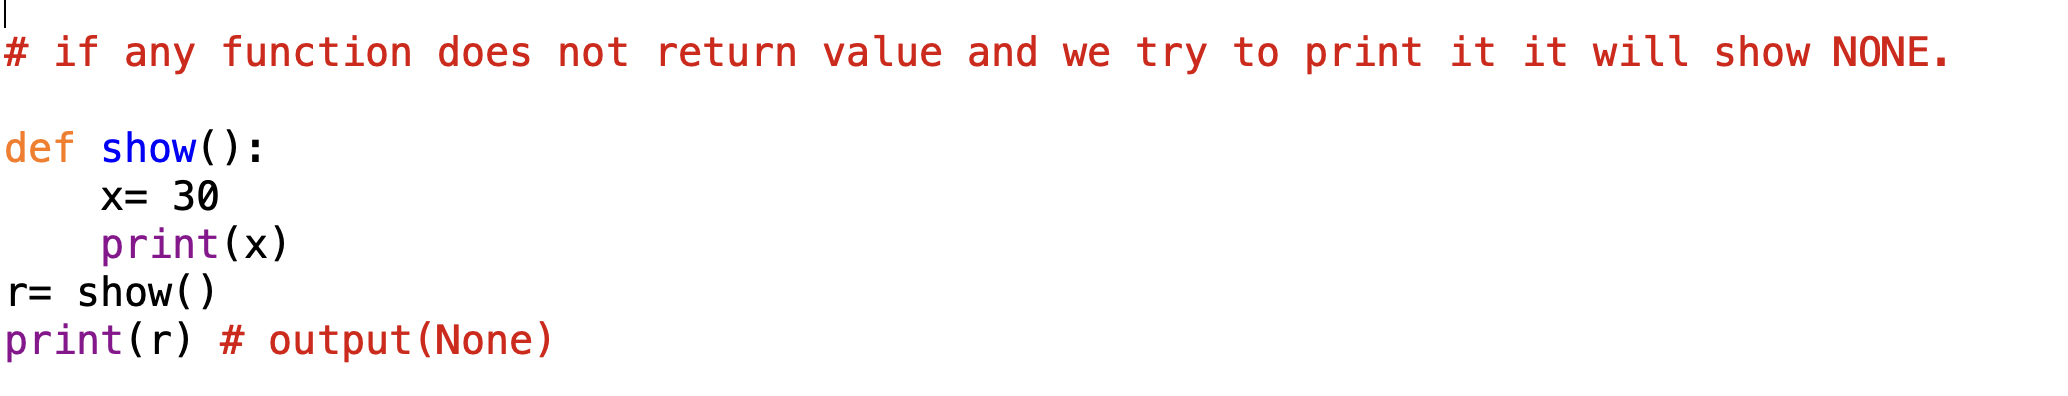 # if any function does not return value and we try to print it it will show NONE.
def show():
    x= 30
    print(x)
r= show()
print(r) # output(None)